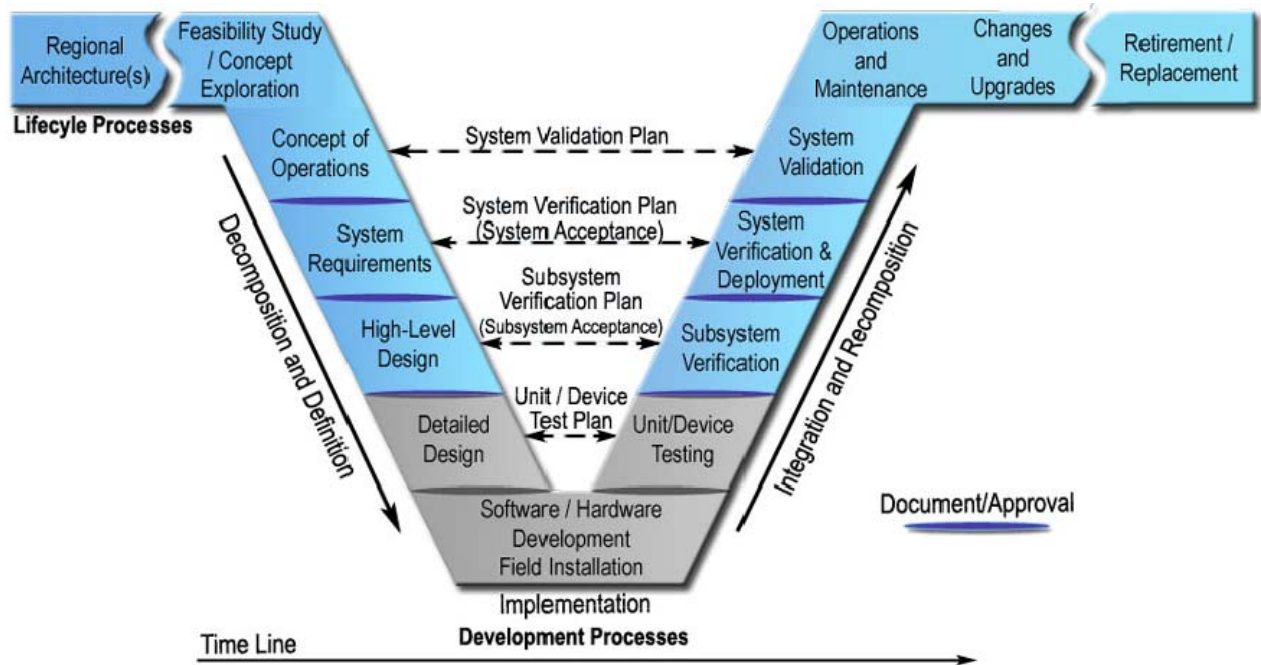 Regional
Architecture(s)
Feasibility Study
/ Concept
Exploration
Operations
and
Maintenance
Changes
and
Upgrades
Retirement /
Replacement
Lifecyle Processes
Concept of
Operations
System Validation Plan
System
Validation
System
Requirements
System Verification Plan
(System Acceptance)
System
Verification &
Deployment
High-Level
Design
Subsystem
Verification Plan
(Subsystem Acceptance)
Subsystem
Verification
Detailed
Design
Unit / Device
Test Plan
Unit/Device
Testing
Decomposition and Definition
Integration and Recomposition
Software / Hardware
Development
Field Installation
Document/Approval
Implementation
Development Processes
Time Line